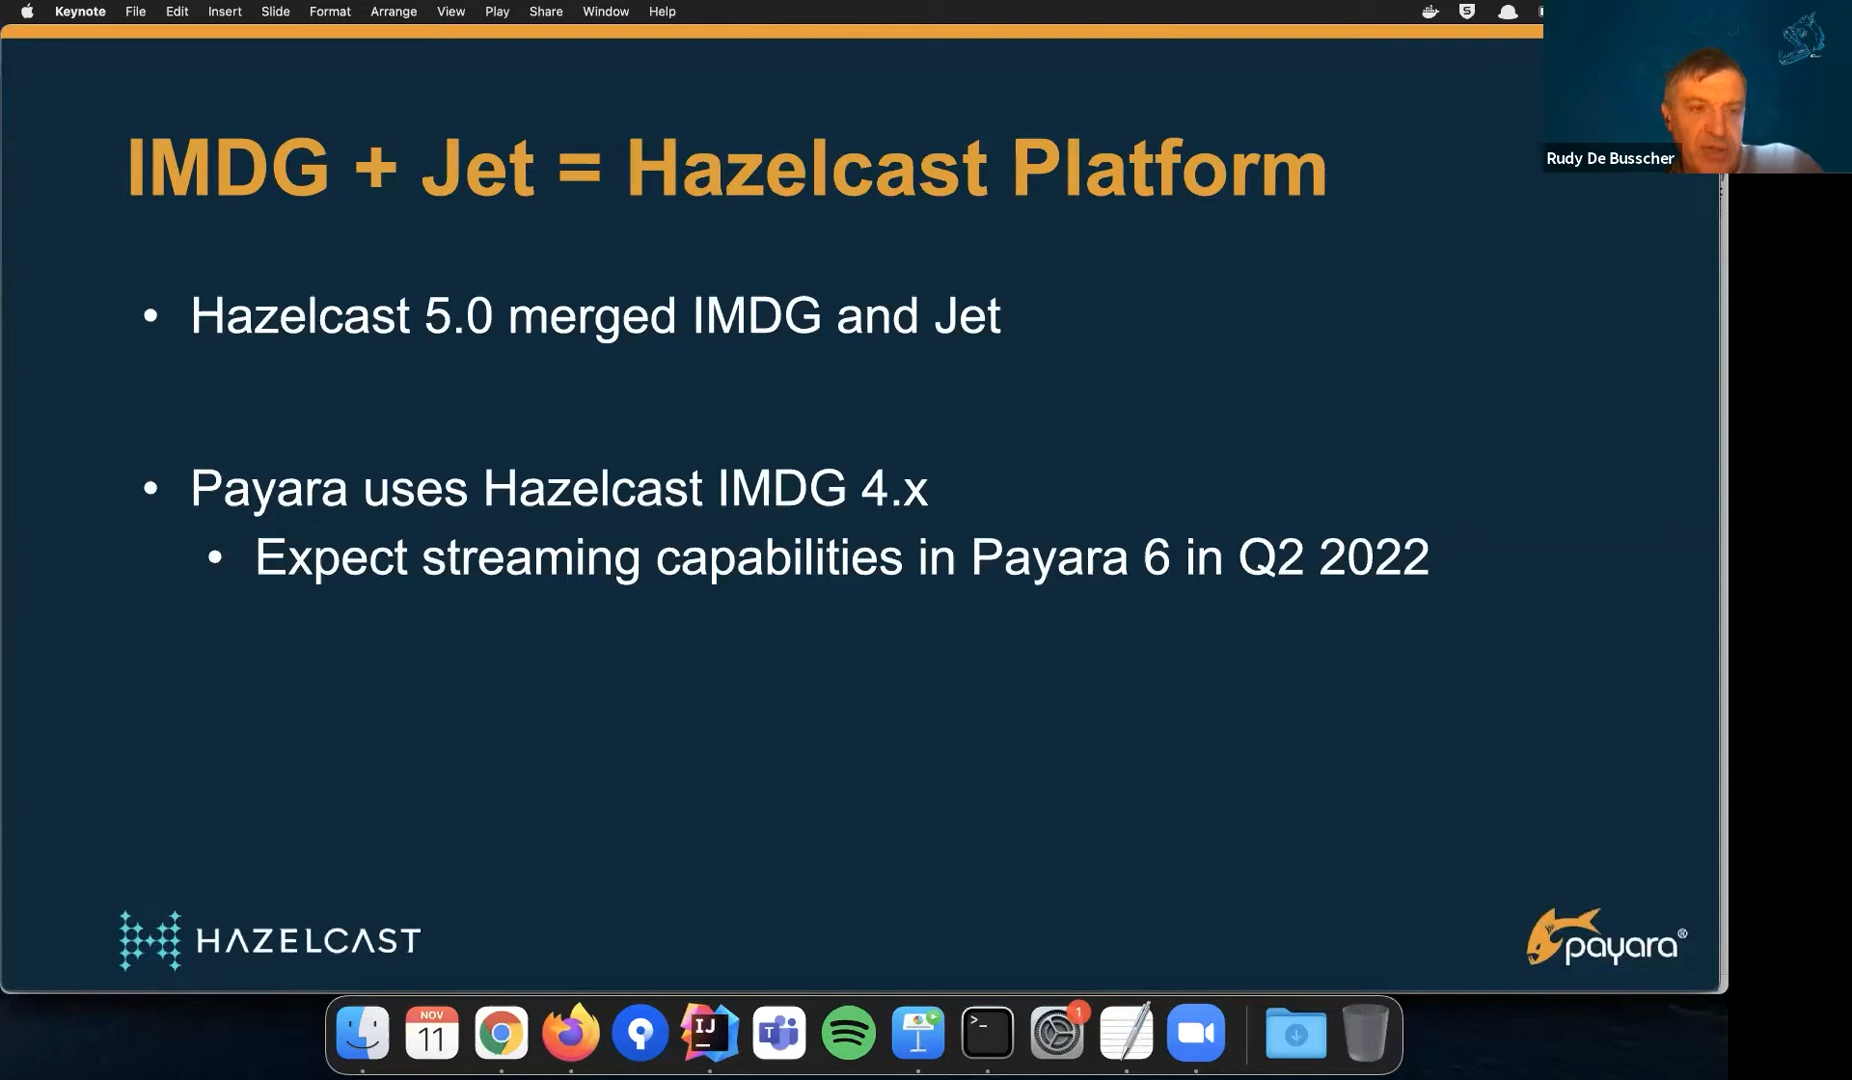 Keynote File Edit Insert Slide Format Arrange View Play Share Window Help
Rudy De Busscher
IMDG + Jet = Hazelcast Platform
• Hazelcast 5.0 merged IMDG and Jet
• Payara uses Hazelcast IMDG 4.x
• Expect streaming capabilities in Payara 6 in Q2 2022
HAZELCAST
payara®
NOV
11
IJ
T
>_
1